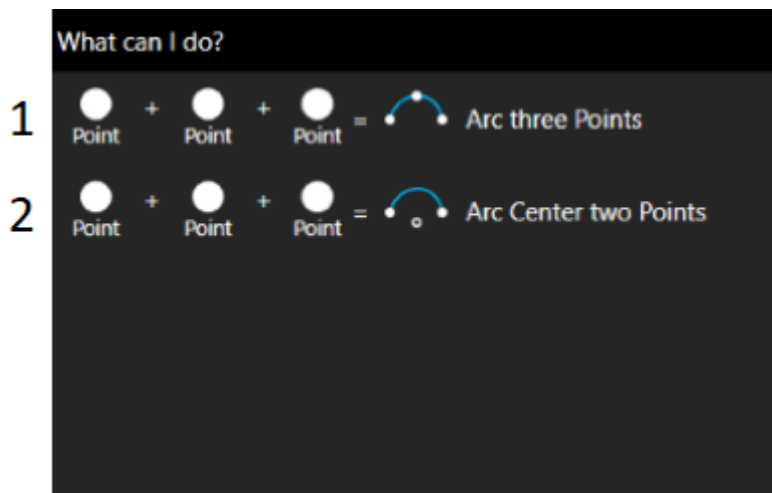 What can I do?
1 Point + Point + Point = Arc three Points
2 Point + Point + Point = Arc Center two Points